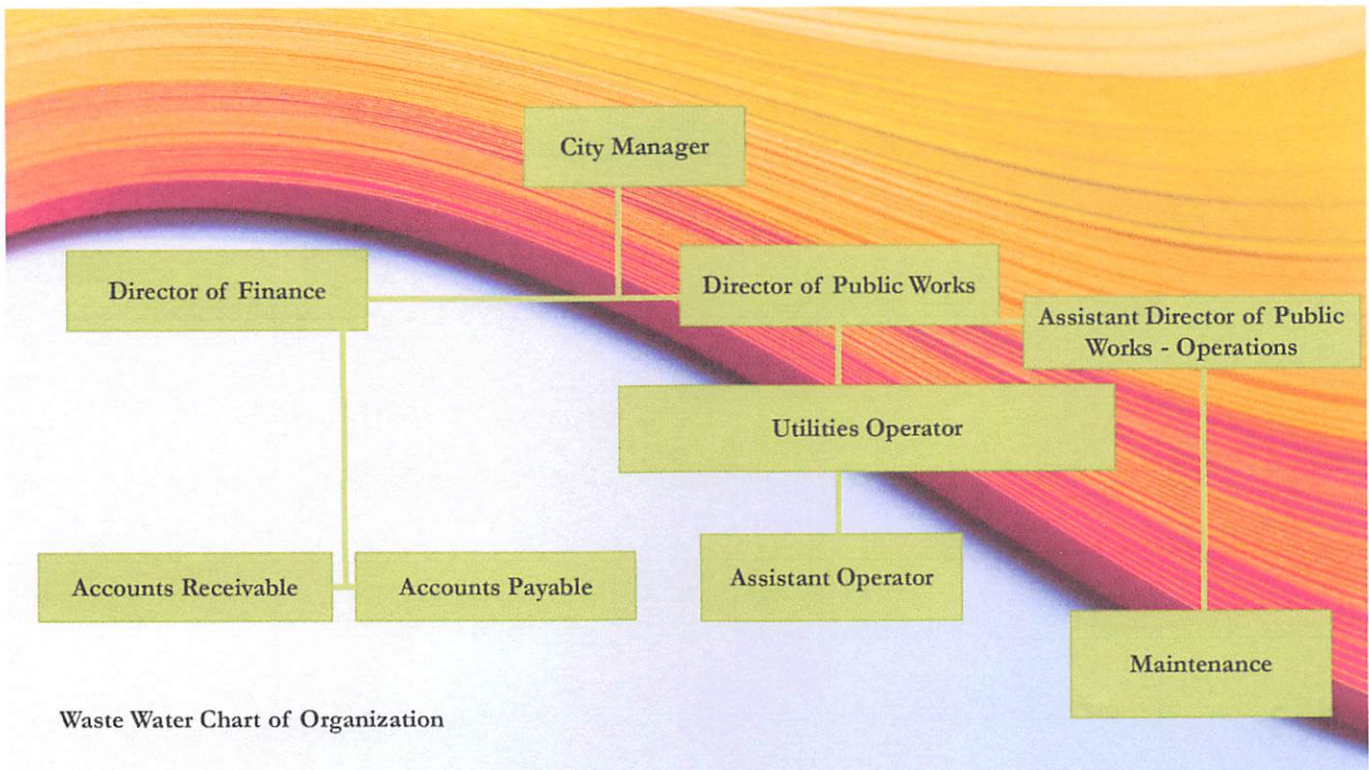 City Manager
Director of Finance
Director of Public Works
Assistant Director of Public
Works - Operations
Utilities Operator
Accounts Receivable
Accounts Payable
Assistant Operator
Maintenance
Waste Water Chart of Organization